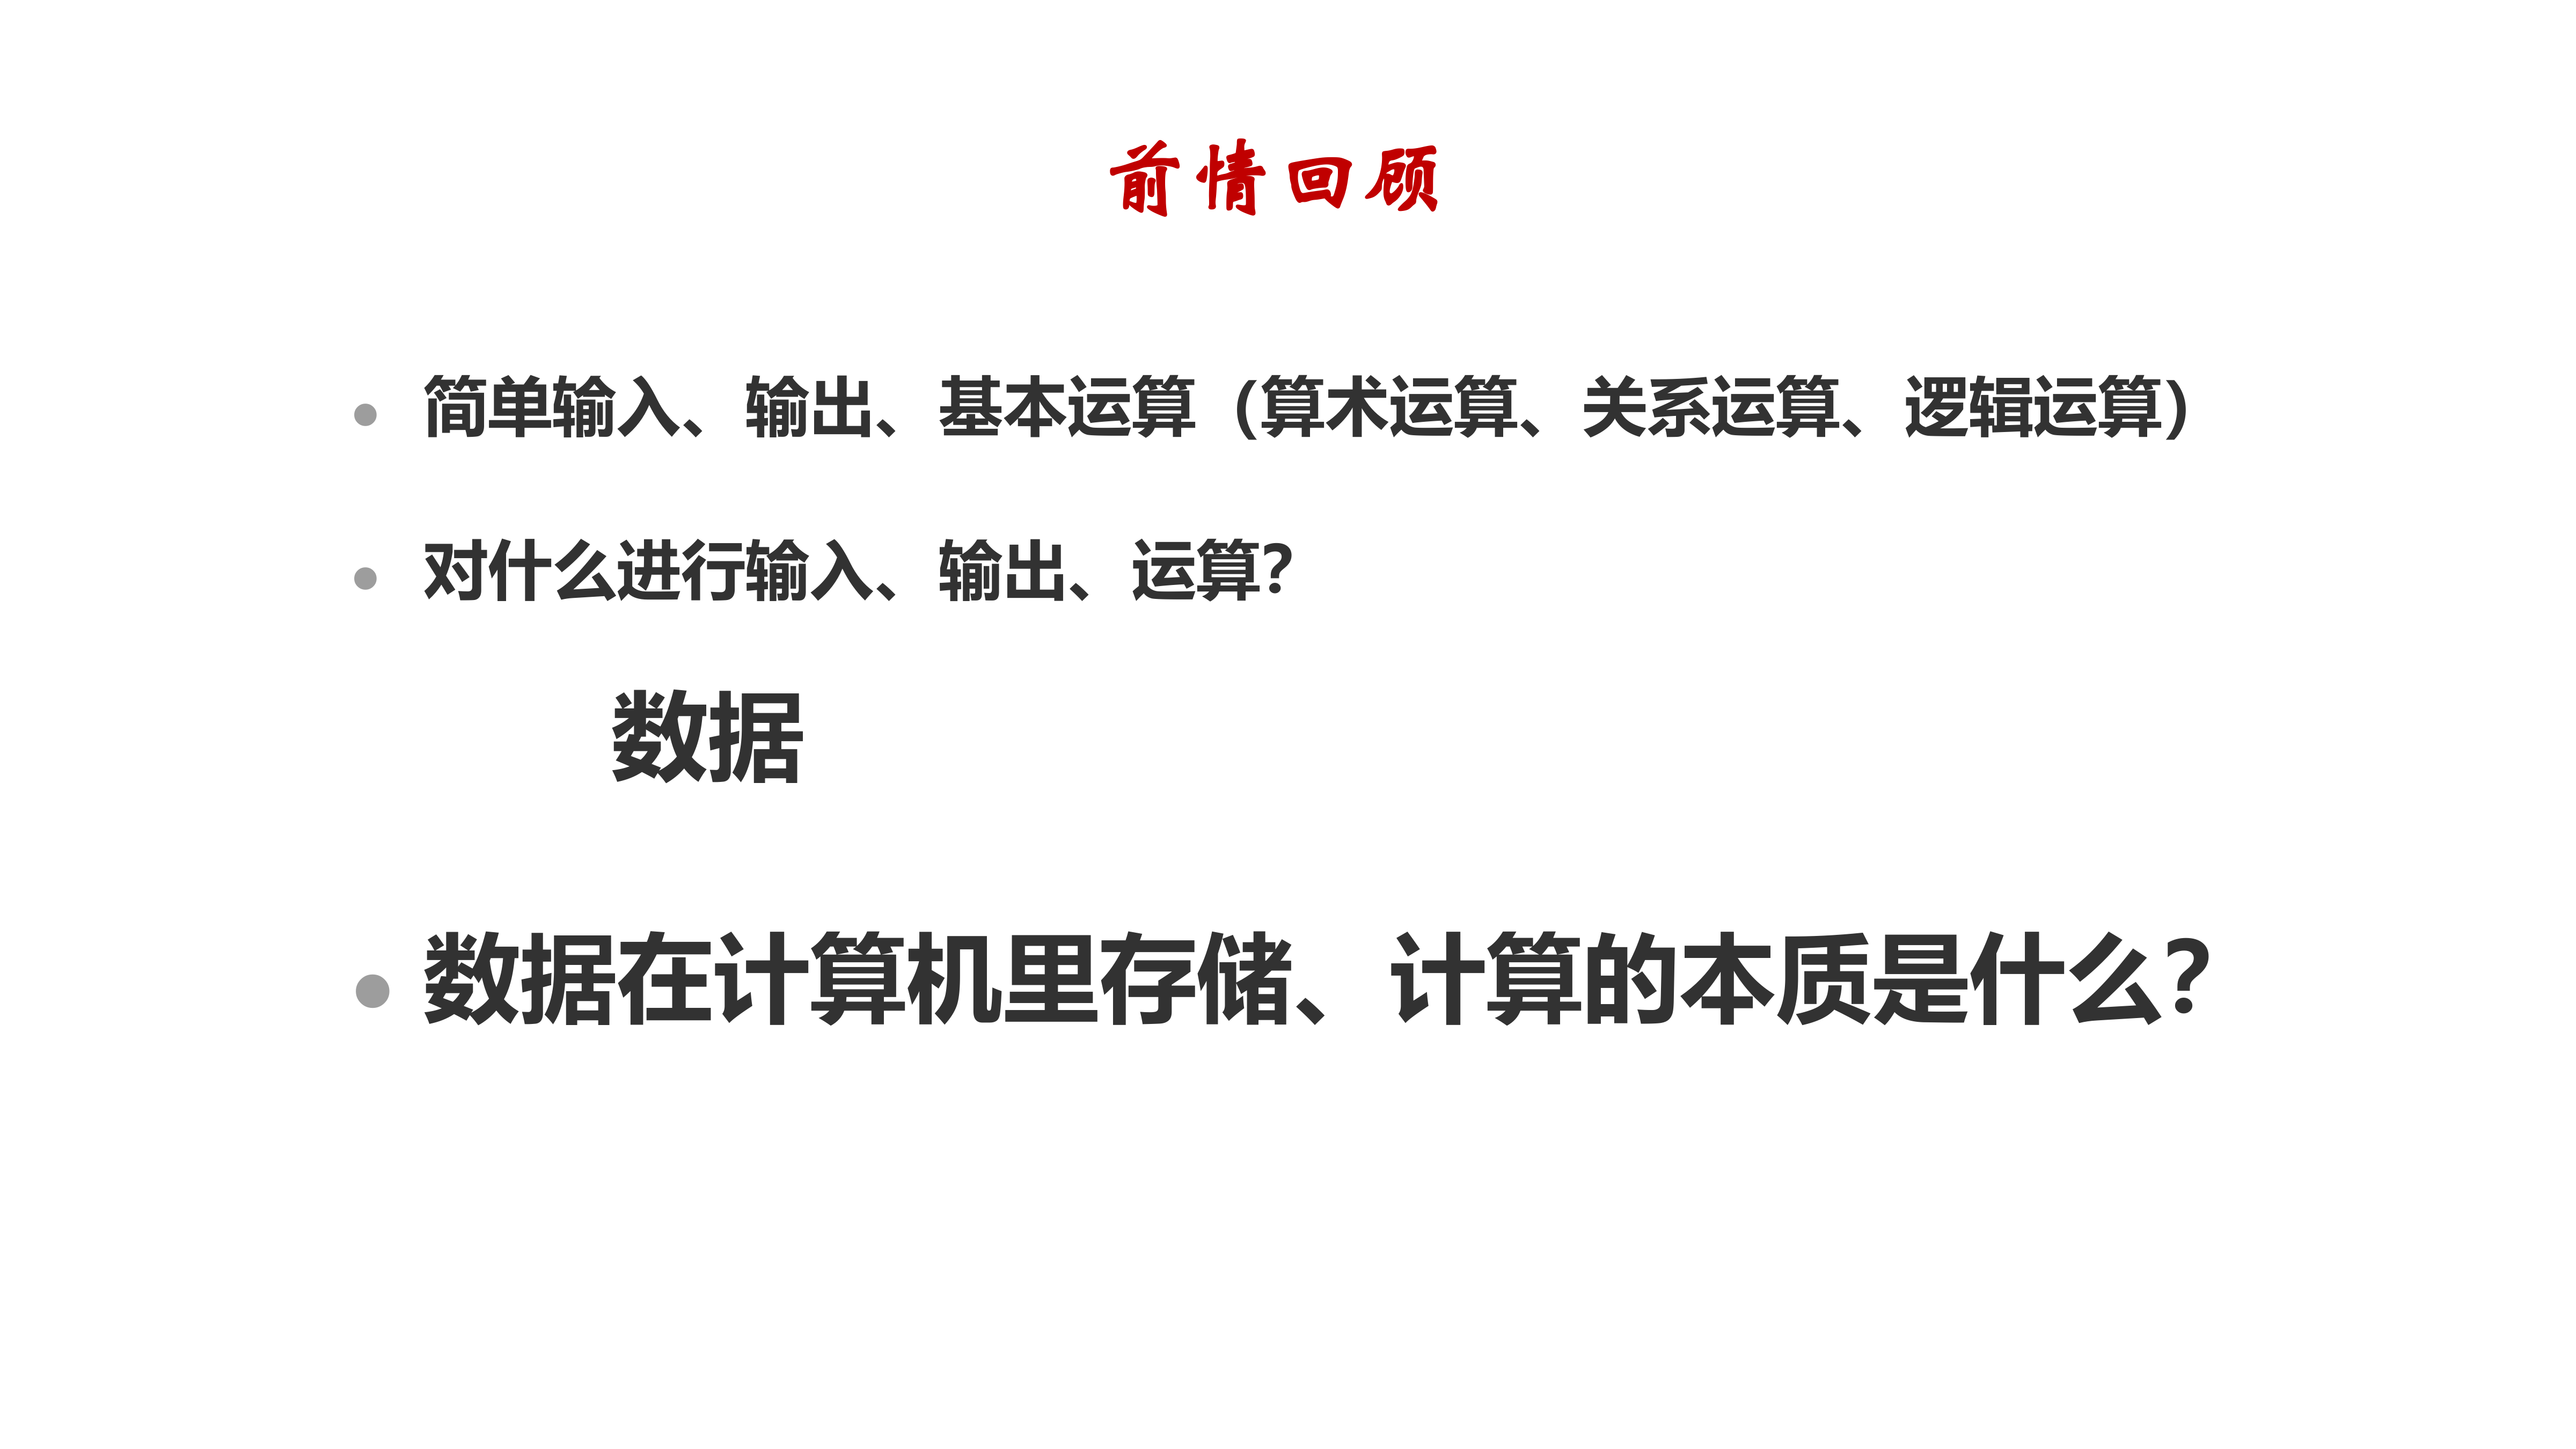 前情回顾
简单输入、输出、基本运算（算术运算、关系运算、逻辑运算）
对什么进行输入、输出、运算？
数据
数据在计算机里存储、计算的本质是什么？